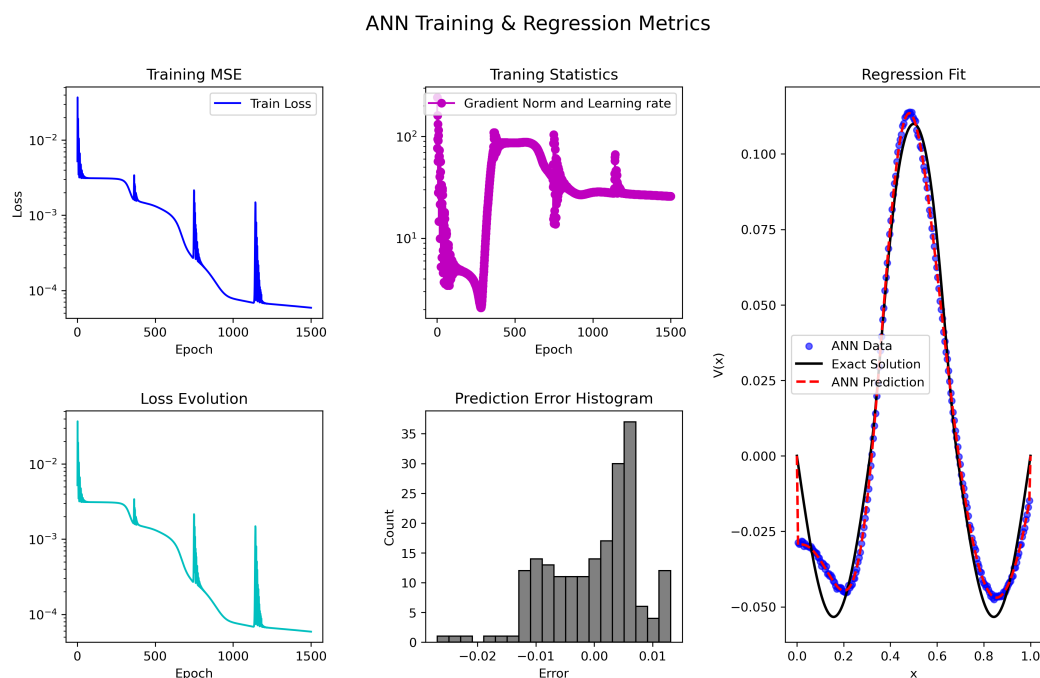 ANN Training & Regression Metrics
Training MSE
Train Loss
10⁻²
10⁻³
10⁻⁴
Loss
0 500 1000 1500
Epoch
Traning Statistics
Gradient Norm and Learning rate
10²
10¹
0 500 1000 1500
Epoch
Regression Fit
ANN Data
Exact Solution
ANN Prediction
0.100
0.075
0.050
0.025
0.000
−0.025
−0.050
V(x)
0.0 0.2 0.4 0.6 0.8 1.0
x
Loss Evolution
10⁻²
10⁻³
10⁻⁴
0 500 1000 1500
Epoch
Prediction Error Histogram
35
30
25
20
15
10
5
0
Count
−0.02 −0.01 0.00 0.01
Error